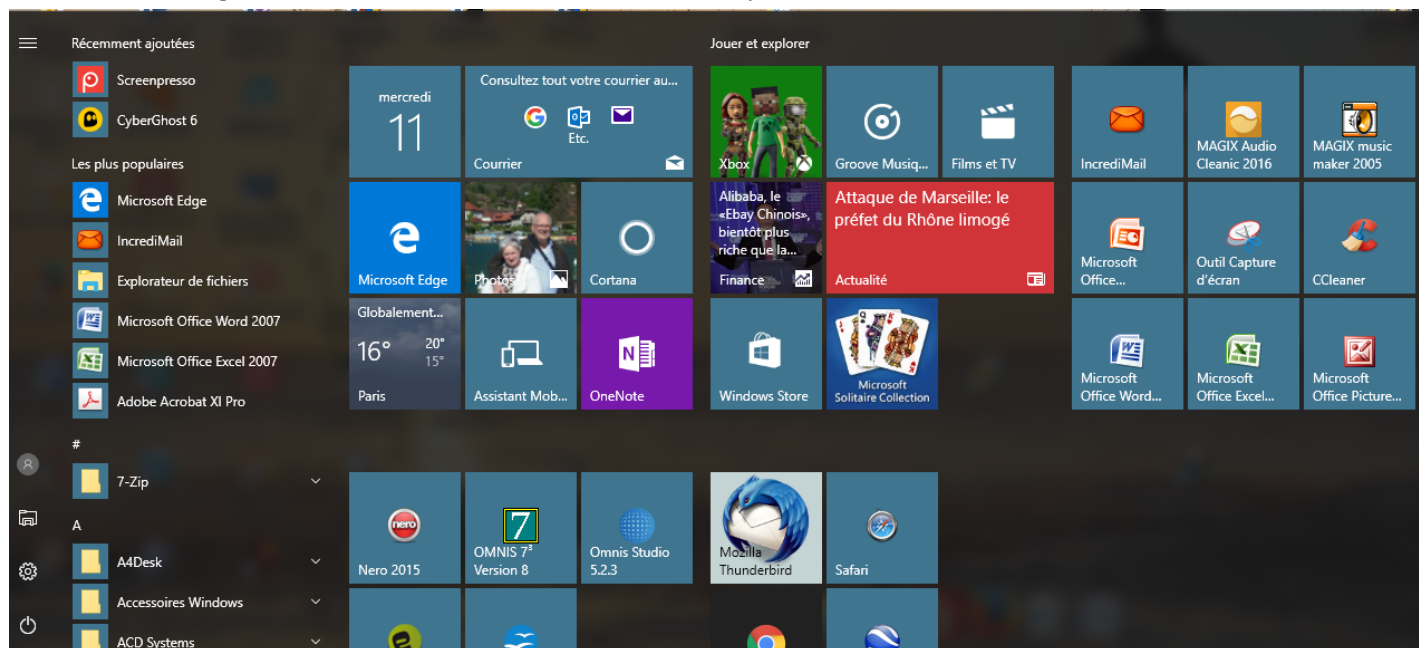 Récemment ajoutées
Screenpresso
CyberGhost 6
Les plus populaires
Microsoft Edge
IncrediMail
Explorateur de fichiers
Microsoft Office Word 2007
Microsoft Office Excel 2007
Adobe Acrobat XI Pro
#
7-Zip
A
A4Desk
Accessoires Windows
ACD Systems
mercredi
11
Consultez tout votre courrier au...
Etc.
Courrier
Microsoft Edge
Photos
Cortana
Globalement...
16° 20°
15°
Paris
Assistant Mob...
OneNote
Jouer et explorer
Xbox
Groove Musiq...
Films et TV
Alibaba, le
«Ebay Chinois»,
bientôt plus
riche que la...
Finance
Attaque de Marseille: le
préfet du Rhône limogé
Actualité
Windows Store
Microsoft
Solitaire Collection
IncrediMail
MAGIX Audio
Cleanic 2016
MAGIX music
maker 2005
Microsoft
Office...
Outil Capture
d'écran
CCleaner
Microsoft
Office Word...
Microsoft
Office Excel...
Microsoft
Office Picture...
nero
Nero 2015
7
OMNIS 7³
Version 8
Omnis Studio
5.2.3
Mozilla
Thunderbird
Safari